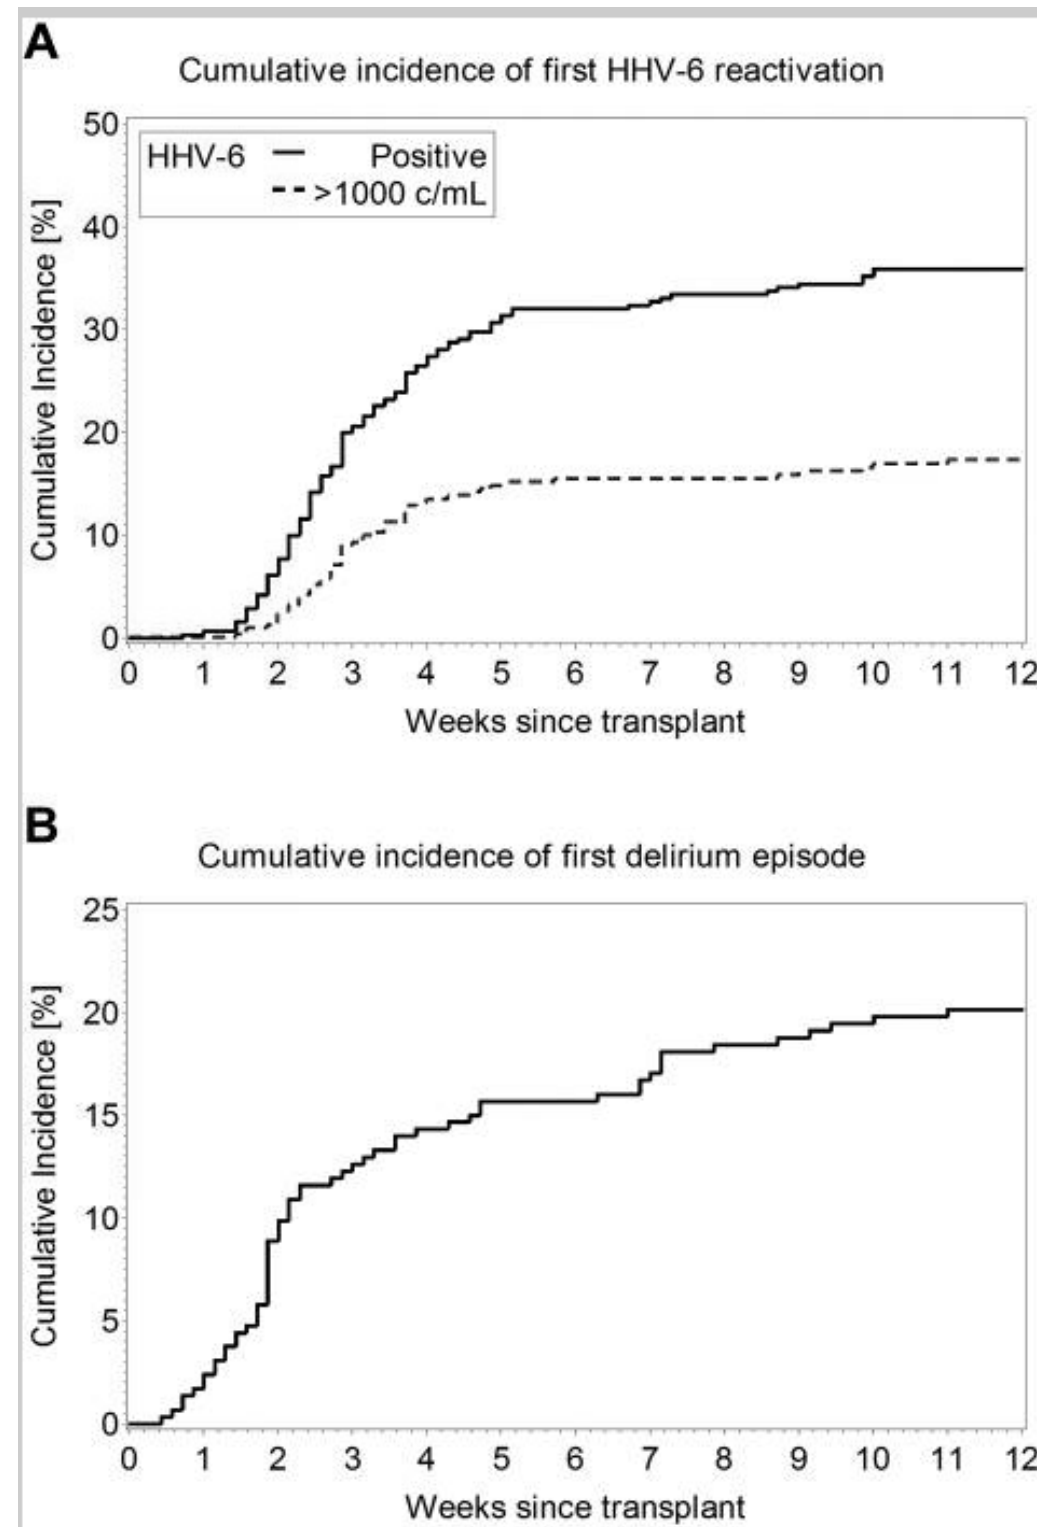 A
Cumulative incidence of first HHV-6 reactivation
50
40
30
20
10
0
Cumulative Incidence [%]
HHV-6 Positive
>1000 c/mL
0 1 2 3 4 5 6 7 8 9 10 11 12
Weeks since transplant
B
Cumulative incidence of first delirium episode
25
20
15
10
5
0
Cumulative Incidence [%]
0 1 2 3 4 5 6 7 8 9 10 11 12
Weeks since transplant